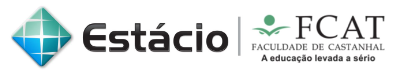 Estácio
FCAT
FACULDADE DE CASTANHAL
A educação levada a sério